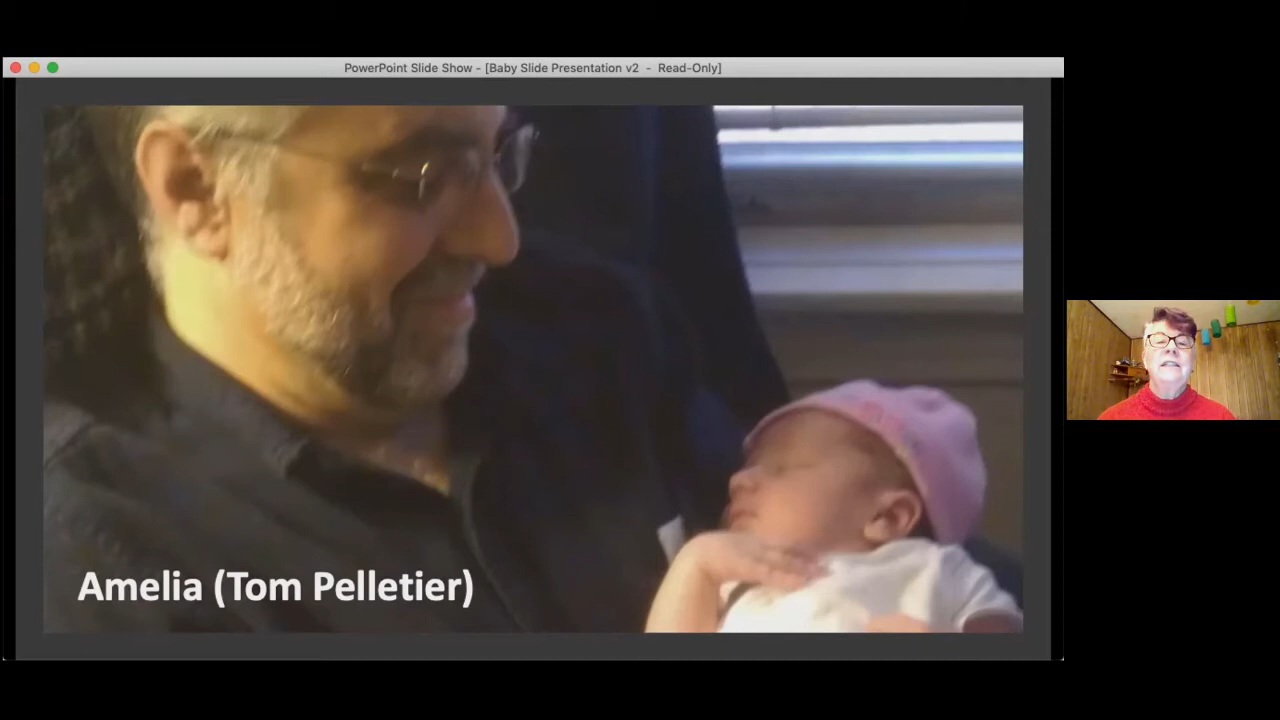 PowerPoint Slide Show - [Baby Slide Presentation v2 - Read-Only]
Amelia (Tom Pelletier)